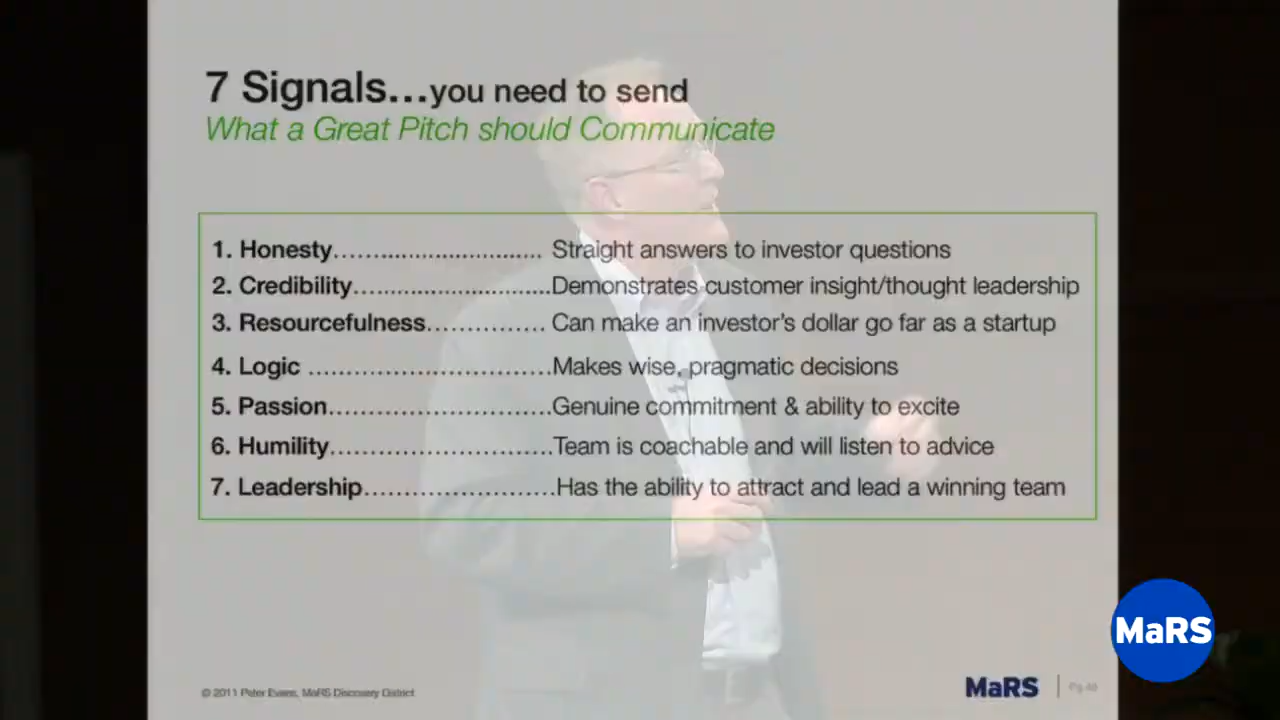 7 Signals...you need to send
What a Great Pitch should Communicate
1. Honesty................................ Straight answers to investor questions
2. Credibility..............................Demonstrates customer insight/thought leadership
3. Resourcefulness............... Can make an investor's dollar go far as a startup
4. Logic ..............................Makes wise, pragmatic decisions
5. Passion............................Genuine commitment & ability to excite
6. Humility............................Team is coachable and will listen to advice
7. Leadership........................Has the ability to attract and lead a winning team
MaRS
© 2011 Peter Evans, MaRS Discovery District
MaRS